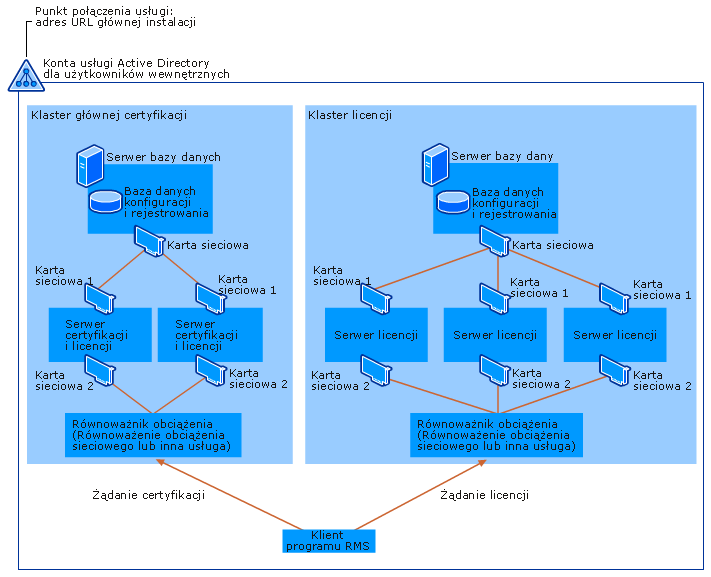 Punkt połączenia usługi:
adres URL głównej instalacji
Konta usługi Active Directory
dla użytkowników wewnętrznych
Klaster głównej certyfikacji
Serwer bazy danych
Baza danych
konfiguracji
i rejestrowania
Karta sieciowa
Karta
sieciowa 1
Karta
sieciowa 1
Serwer
certyfikacji
i licencji
Serwer
certyfikacji
i licencji
Karta
sieciowa 2
Karta
sieciowa 2
Równoważnik obciążenia
(Równoważenie obciążenia
sieciowego lub inna usługa)
Klaster licencji
Serwer bazy dany
Baza danych
konfiguracji
i rejestrowania
Karta sieciowa
Karta
sieciowa 1
Karta
sieciowa 1
Karta
sieciowa 1
Serwer licencji
Serwer licencji
Serwer licencji
Karta
sieciowa 2
Karta
sieciowa 2
Karta
sieciowa 2
Równoważnik obciążenia
(Równoważenie obciążenia
sieciowego lub inna usługa)
Żądanie certyfikacji
Żądanie licencji
Klient
programu RMS